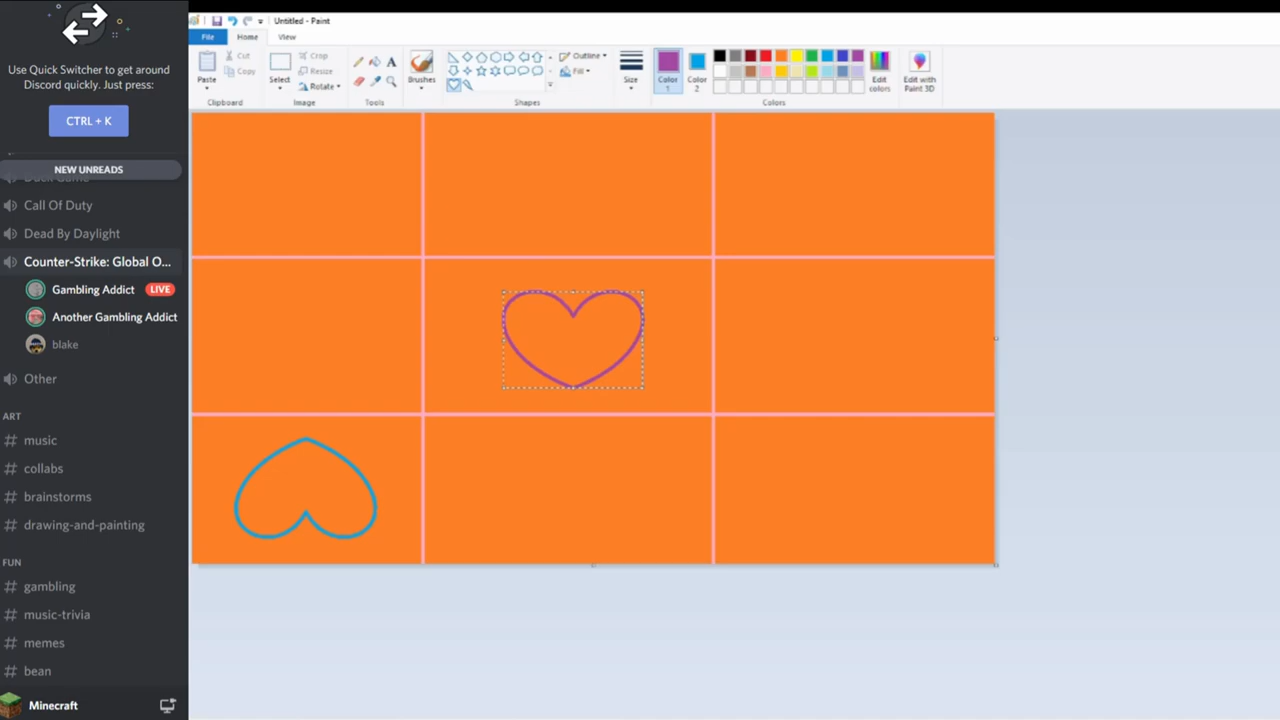 Untitled - Paint
File
Home
View
Use Quick Switcher to get around
Discord quickly. Just press:
CTRL + K
Paste
Cut
Copy
Clipboard
Select
Crop
Resize
Rotate
Image
Tools
Brushes
Outline
Fill
Shapes
Size
Color
1
Color
2
Edit
colors
Colors
Edit with
Paint 3D
NEW UNREADS
Call Of Duty
Dead By Daylight
Counter-Strike: Global O...
Gambling Addict LIVE
Another Gambling Addict
blake
Other
ART
# music
# collabs
# brainstorms
# drawing-and-painting
FUN
# gambling
# music-trivia
# memes
# bean
Minecraft